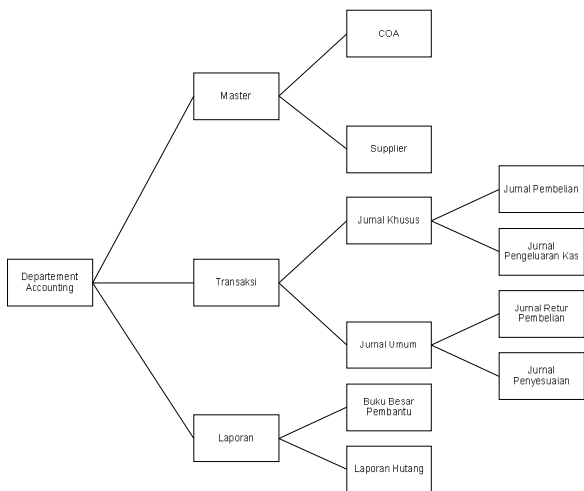 COA
Master
Supplier
Jurnal Pembelian
Jurnal Khusus
Jurnal
Pengeluaran Kas
Departement
Accounting
Transaksi
Jurnal Retur
Pembelian
Jurnal Umum
Jurnal
Penyesuaian
Buku Besar
Pembantu
Laporan
Laporan Hutang